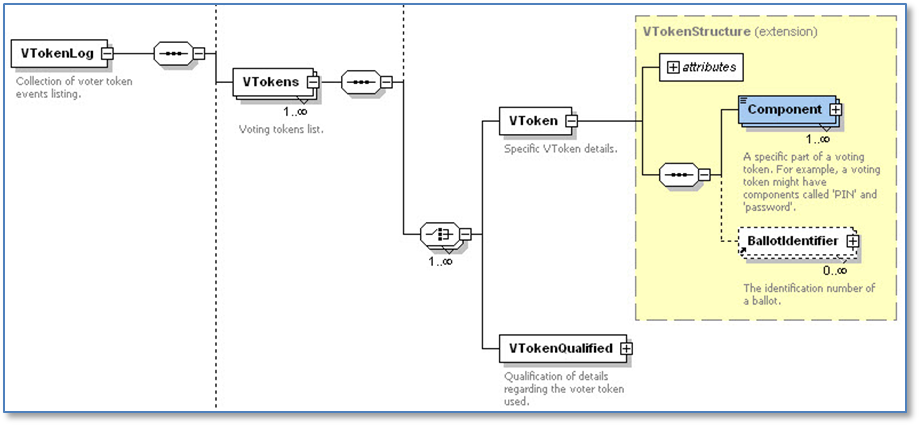 VTokenStructure (extension)
VTokenLog
Collection of voter token
events listing.
attributes
VTokens
1..∞
Voting tokens list.
Component
1..∞
VToken
Specific VToken details.
A specific part of a voting
token. For example, a voting
token might have
components called 'PIN' and
'password'.
1..∞
BallotIdentifier
0..∞
The identification number of
a ballot.
VTokenQualified
Qualification of details
regarding the voter token
used.